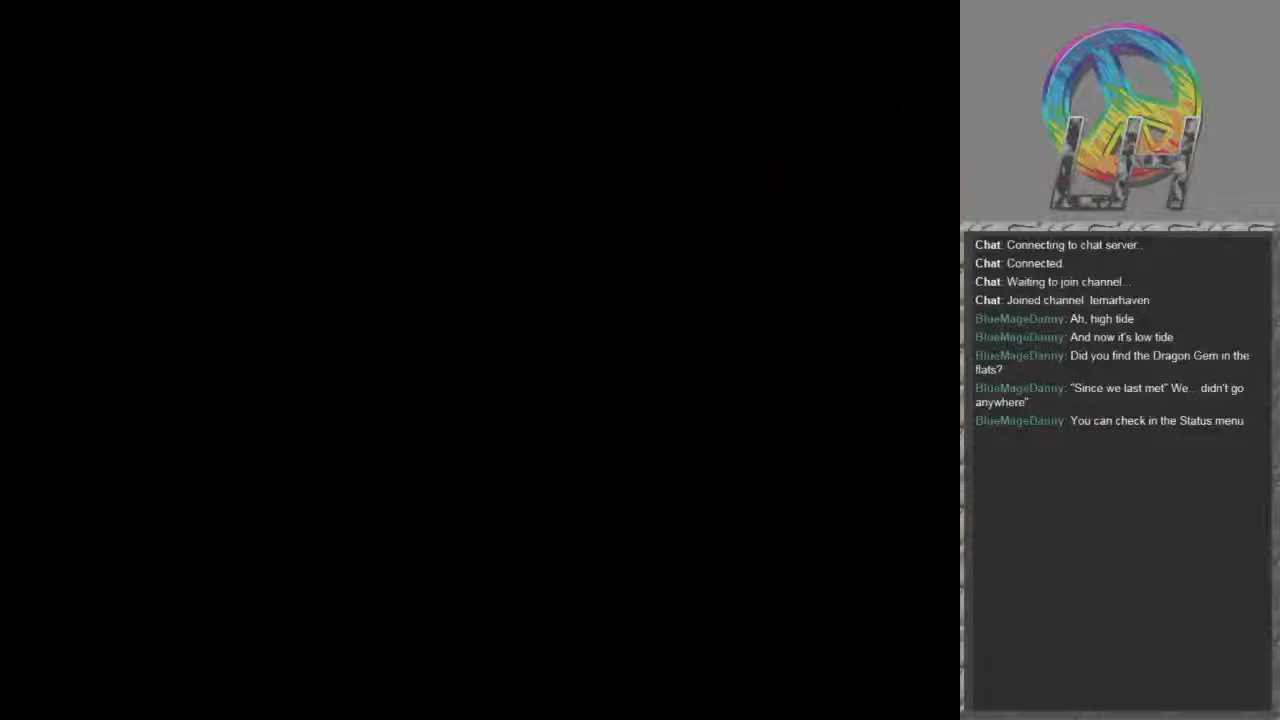 LH
Chat: Connecting to chat server..
Chat: Connected.
Chat: Waiting to join channel...
Chat: Joined channel lemarhaven
BlueMageDanny: Ah, high tide
BlueMageDanny: And now it's low tide
BlueMageDanny: Did you find the Dragon Gem in the
flats?
BlueMageDanny: "Since we last met" We... didn't go
anywhere"
BlueMageDanny: You can check in the Status menu